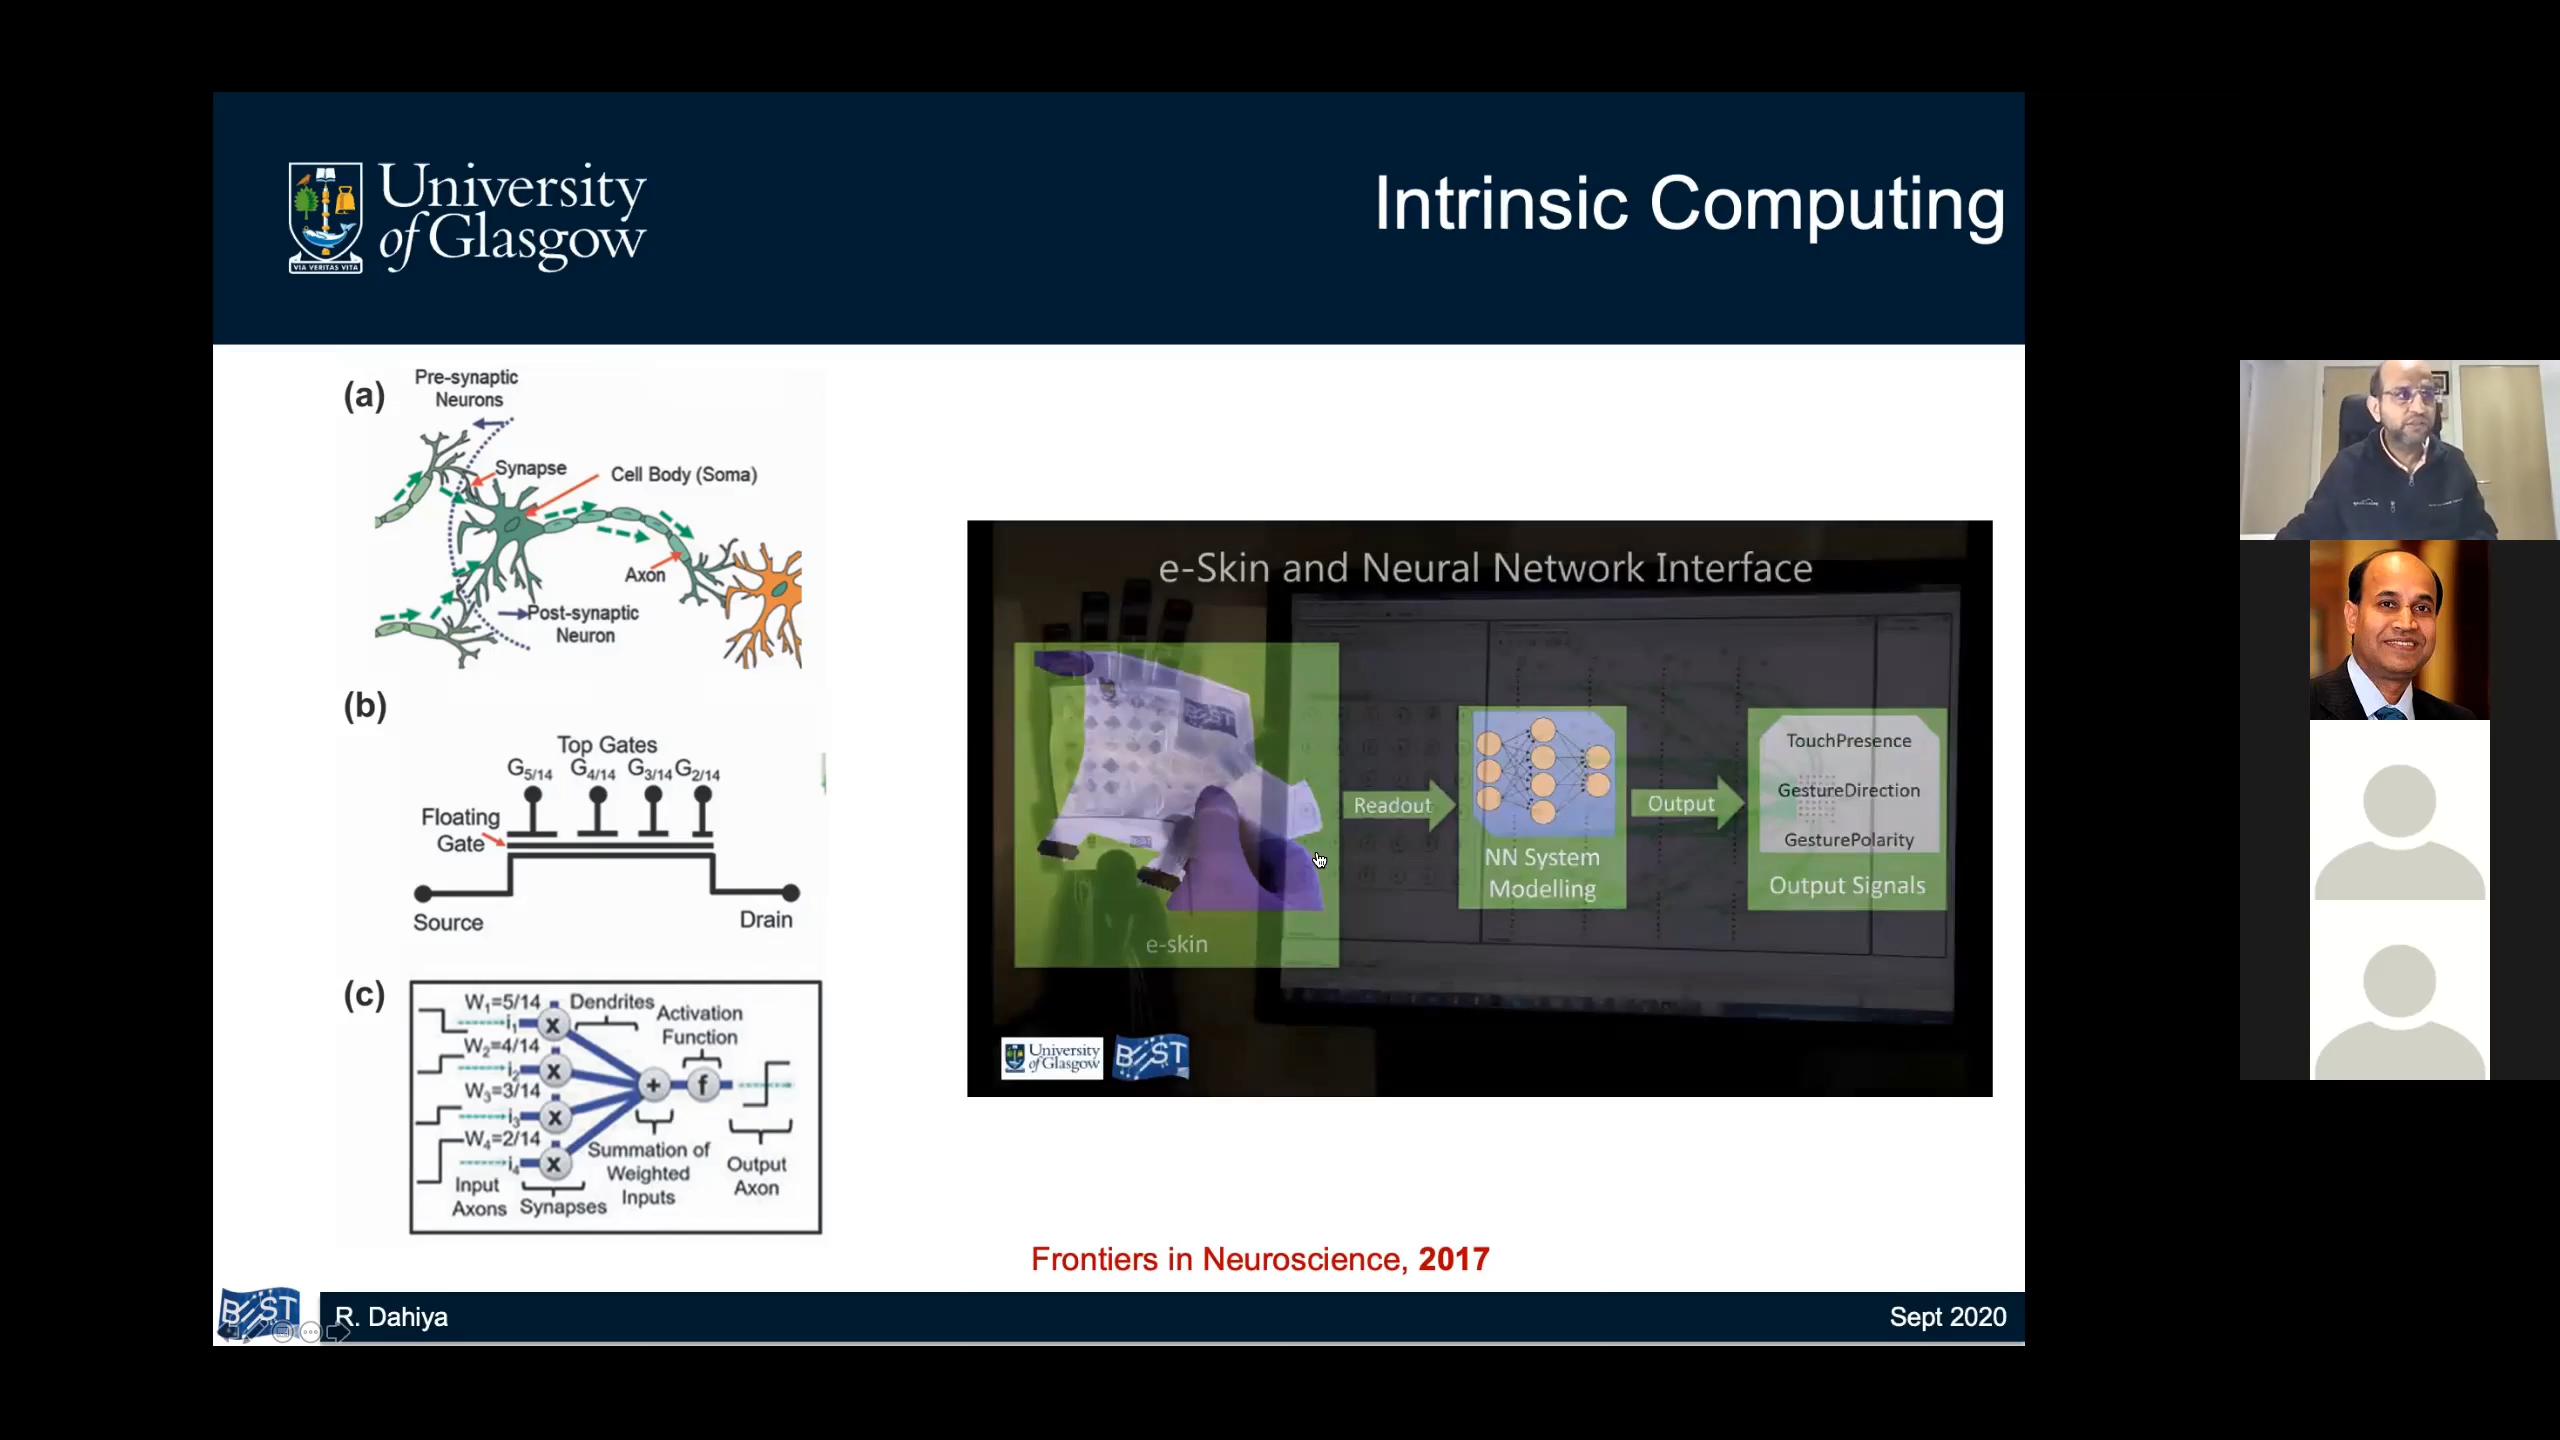 University
of Glasgow
VIA VERITAS VITA
Intrinsic Computing
(a)
Pre-synaptic
Neurons
Synapse
Cell Body (Soma)
Axon
Post-synaptic
Neuron
(b)
Top Gates
G5/14 G4/14 G3/14 G2/14
Floating
Gate
Source
Drain
(c)
W1=5/14
i1
W2=4/14
i2
W3=3/14
i3
W4=2/14
i4
x
x
x
x
+
f
Dendrites
Activation
Function
Summation of
Weighted
Inputs
Output
Axon
Input
Axons
Synapses
e-Skin and Neural Network Interface
BEST
e-skin
Readout
NN System
Modelling
Output
TouchPresence
GestureDirection
GesturePolarity
Output Signals
University
of Glasgow
BEST
Frontiers in Neuroscience, 2017
BEST
R. Dahiya
Sept 2020